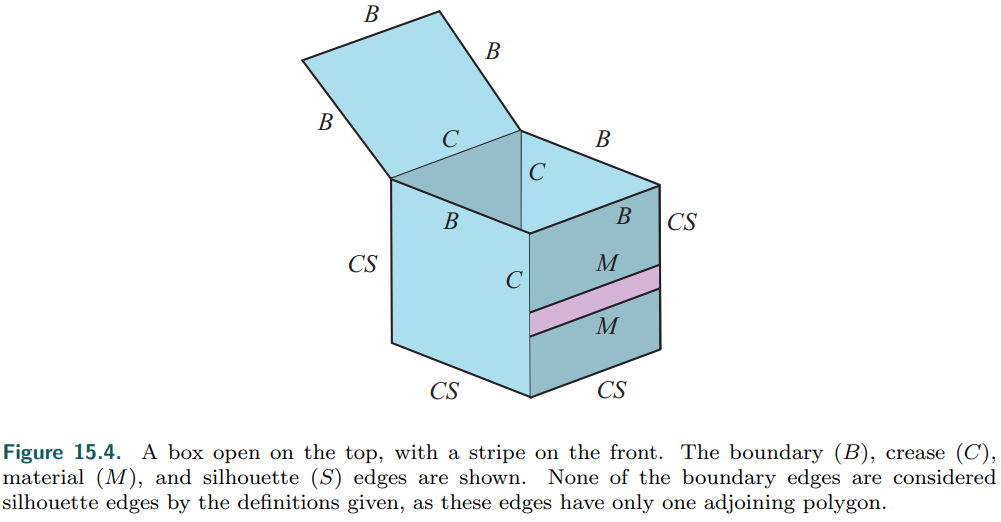 B
B
B
C
B
C
B
B
CS
CS
M
C
M
CS
CS
Figure 15.4. A box open on the top, with a stripe on the front. The boundary (B), crease (C),
material (M), and silhouette (S) edges are shown. None of the boundary edges are considered
silhouette edges by the definitions given, as these edges have only one adjoining polygon.